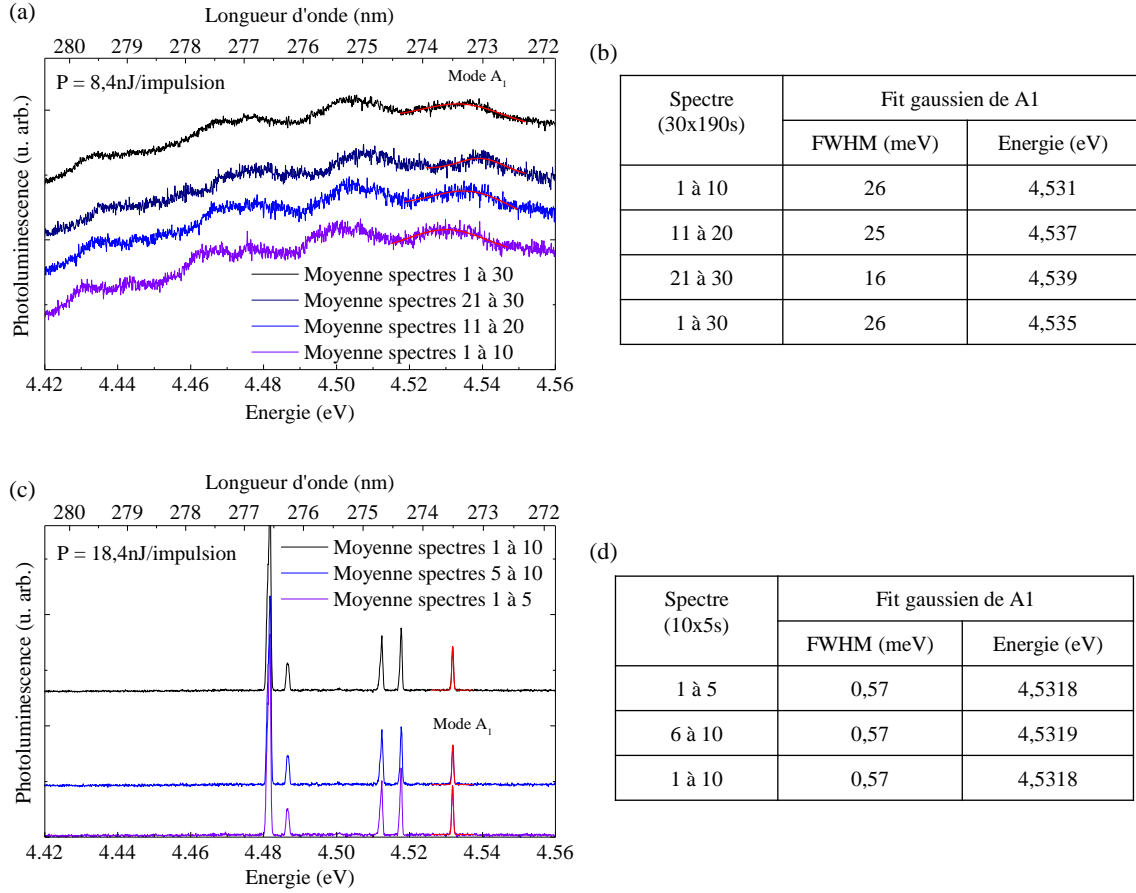 (a)
Longueur d'onde (nm)
280 279 278 277 276 275 274 273 272
P = 8,4nJ/impulsion
Mode A1
Photoluminescence (u. arb.)
Moyenne spectres 1 à 30
Moyenne spectres 21 à 30
Moyenne spectres 11 à 20
Moyenne spectres 1 à 10
4.42 4.44 4.46 4.48 4.50 4.52 4.54 4.56
Energie (eV)
(b)
Spectre
(30x190s)
Fit gaussien de A1
FWHM (meV) Energie (eV)
1 à 10 26 4,531
11 à 20 25 4,537
21 à 30 16 4,539
1 à 30 26 4,535
(c)
Longueur d'onde (nm)
280 279 278 277 276 275 274 273 272
P = 18,4nJ/impulsion
Moyenne spectres 1 à 10
Moyenne spectres 5 à 10
Moyenne spectres 1 à 5
Mode A1
Photoluminescence (u. arb.)
4.42 4.44 4.46 4.48 4.50 4.52 4.54 4.56
Energie (eV)
(d)
Spectre
(10x5s)
Fit gaussien de A1
FWHM (meV) Energie (eV)
1 à 5 0,57 4,5318
6 à 10 0,57 4,5319
1 à 10 0,57 4,5318